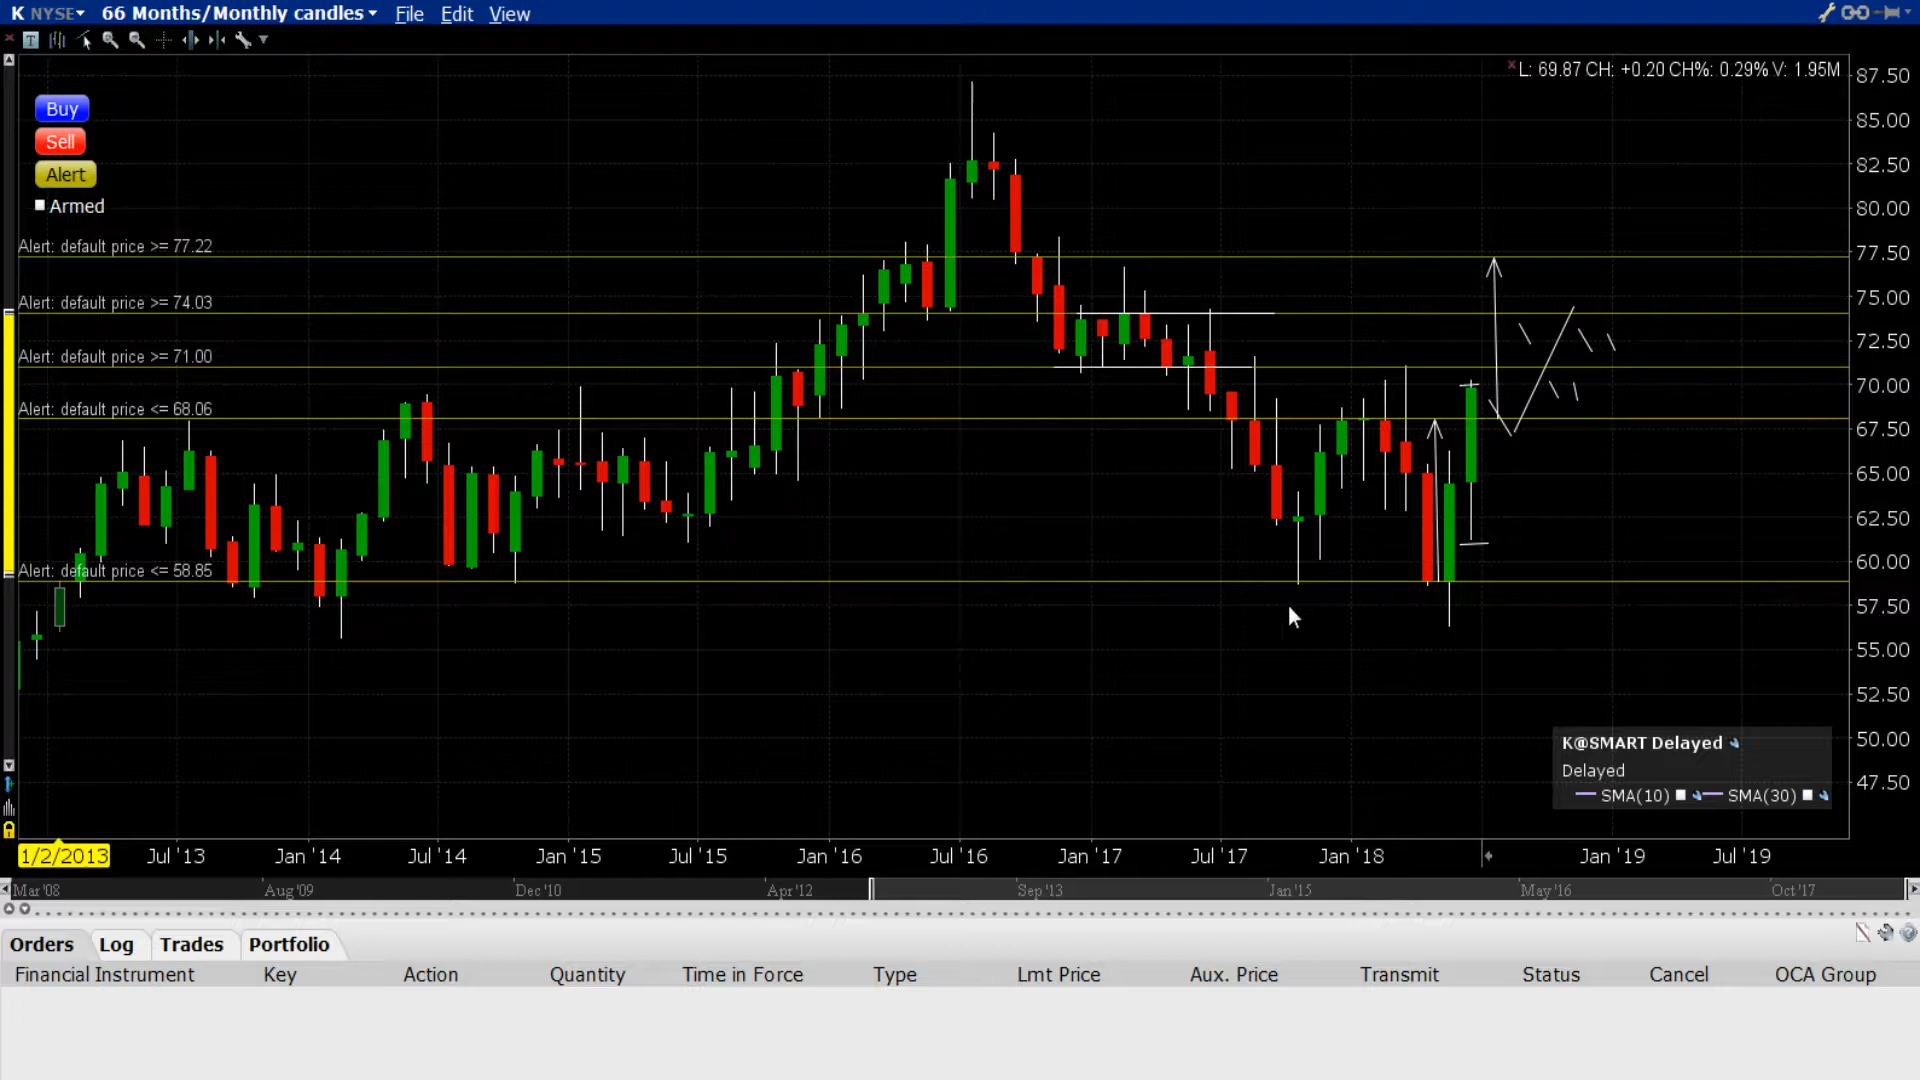 K NYSE 66 Months/Monthly candles File Edit View
L: 69.87 CH: +0.20 CH%: 0.29% V: 1.95M
Buy
Sell
Alert
Armed
Alert: default price >= 77.22
Alert: default price >= 74.03
Alert: default price >= 71.00
Alert: default price <= 68.06
Alert: default price <= 58.85
87.50
85.00
82.50
80.00
77.50
75.00
72.50
70.00
67.50
65.00
62.50
60.00
57.50
55.00
52.50
50.00
47.50
K@SMART Delayed
Delayed
SMA(10) SMA(30)
1/2/2013 Jul '13 Jan '14 Jul '14 Jan '15 Jul '15 Jan '16 Jul '16 Jan '17 Jul '17 Jan '18 Jan '19 Jul '19
Mar '08 Aug '09 Dec '10 Apr '12 Sep '13 Jan '15 May '16 Oct '17
Orders Log Trades Portfolio
Financial Instrument Key Action Quantity Time in Force Type Lmt Price Aux. Price Transmit Status Cancel OCA Group